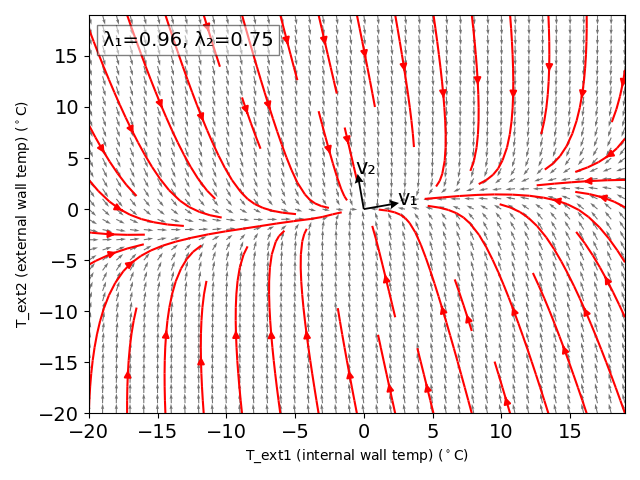 λ₁=0.96, λ₂=0.75
15
10
5
0
−5
−10
−15
−20
T_ext2 (external wall temp) (°C)
v₂
v₁
−20 −15 −10 −5 0 5 10 15
T_ext1 (internal wall temp) (°C)